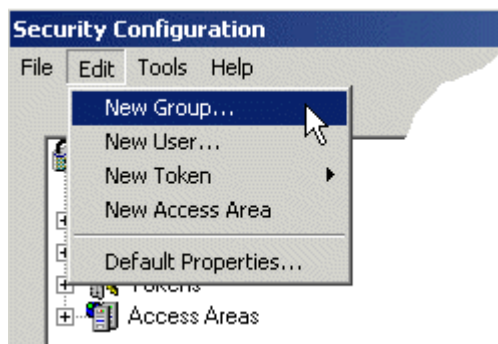 Security Configuration
File Edit Tools Help
New Group...
New User...
New Token
New Access Area
Default Properties...
Tokens
Access Areas